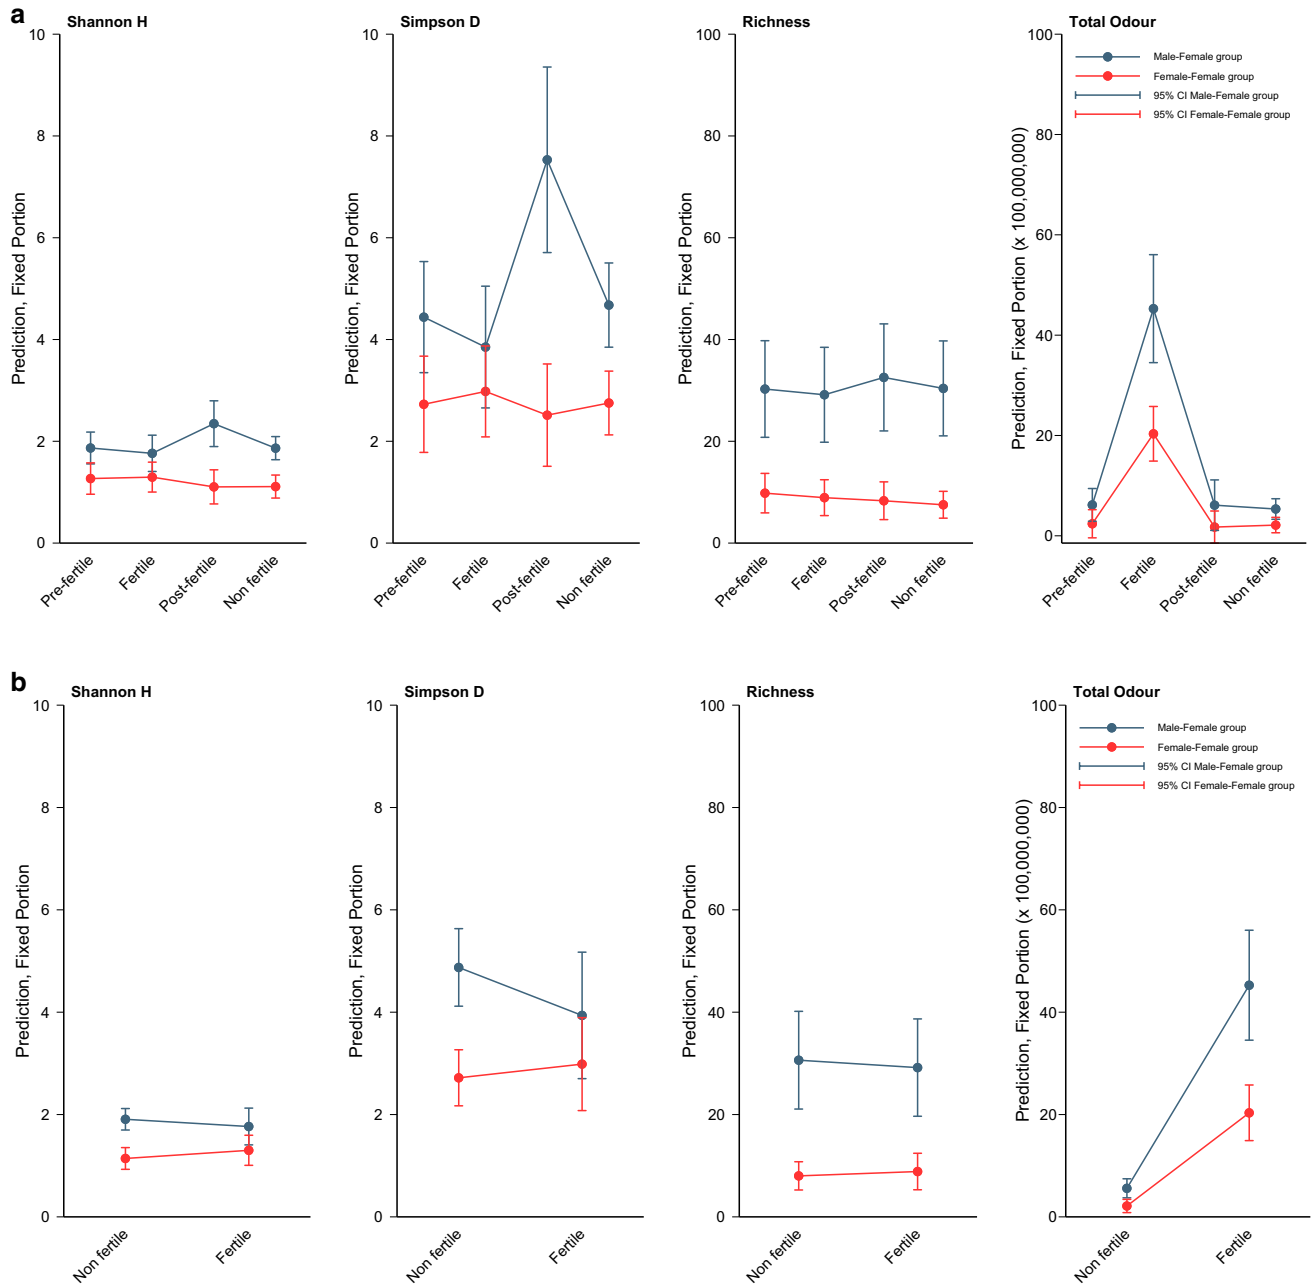 a
Shannon H
Simpson D
Richness
Total Odour
Prediction, Fixed Portion
10
8
6
4
2
0
Pre-fertile
Fertile
Post-fertile
Non fertile
Prediction, Fixed Portion
10
8
6
4
2
0
Pre-fertile
Fertile
Post-fertile
Non fertile
Prediction, Fixed Portion
100
80
60
40
20
0
Pre-fertile
Fertile
Post-fertile
Non fertile
Prediction, Fixed Portion (x 100,000,000)
100
80
60
40
20
0
Male-Female group
Female-Female group
95% CI Male-Female group
95% CI Female-Female group
Pre-fertile
Fertile
Post-fertile
Non fertile
b
Shannon H
Simpson D
Richness
Total Odour
Prediction, Fixed Portion
10
8
6
4
2
0
Non fertile
Fertile
Prediction, Fixed Portion
10
8
6
4
2
0
Non fertile
Fertile
Prediction, Fixed Portion
100
80
60
40
20
0
Non fertile
Fertile
Prediction, Fixed Portion (x 100,000,000)
100
80
60
40
20
0
Male-Female group
Female-Female group
95% CI Male-Female group
95% CI Female-Female group
Non fertile
Fertile